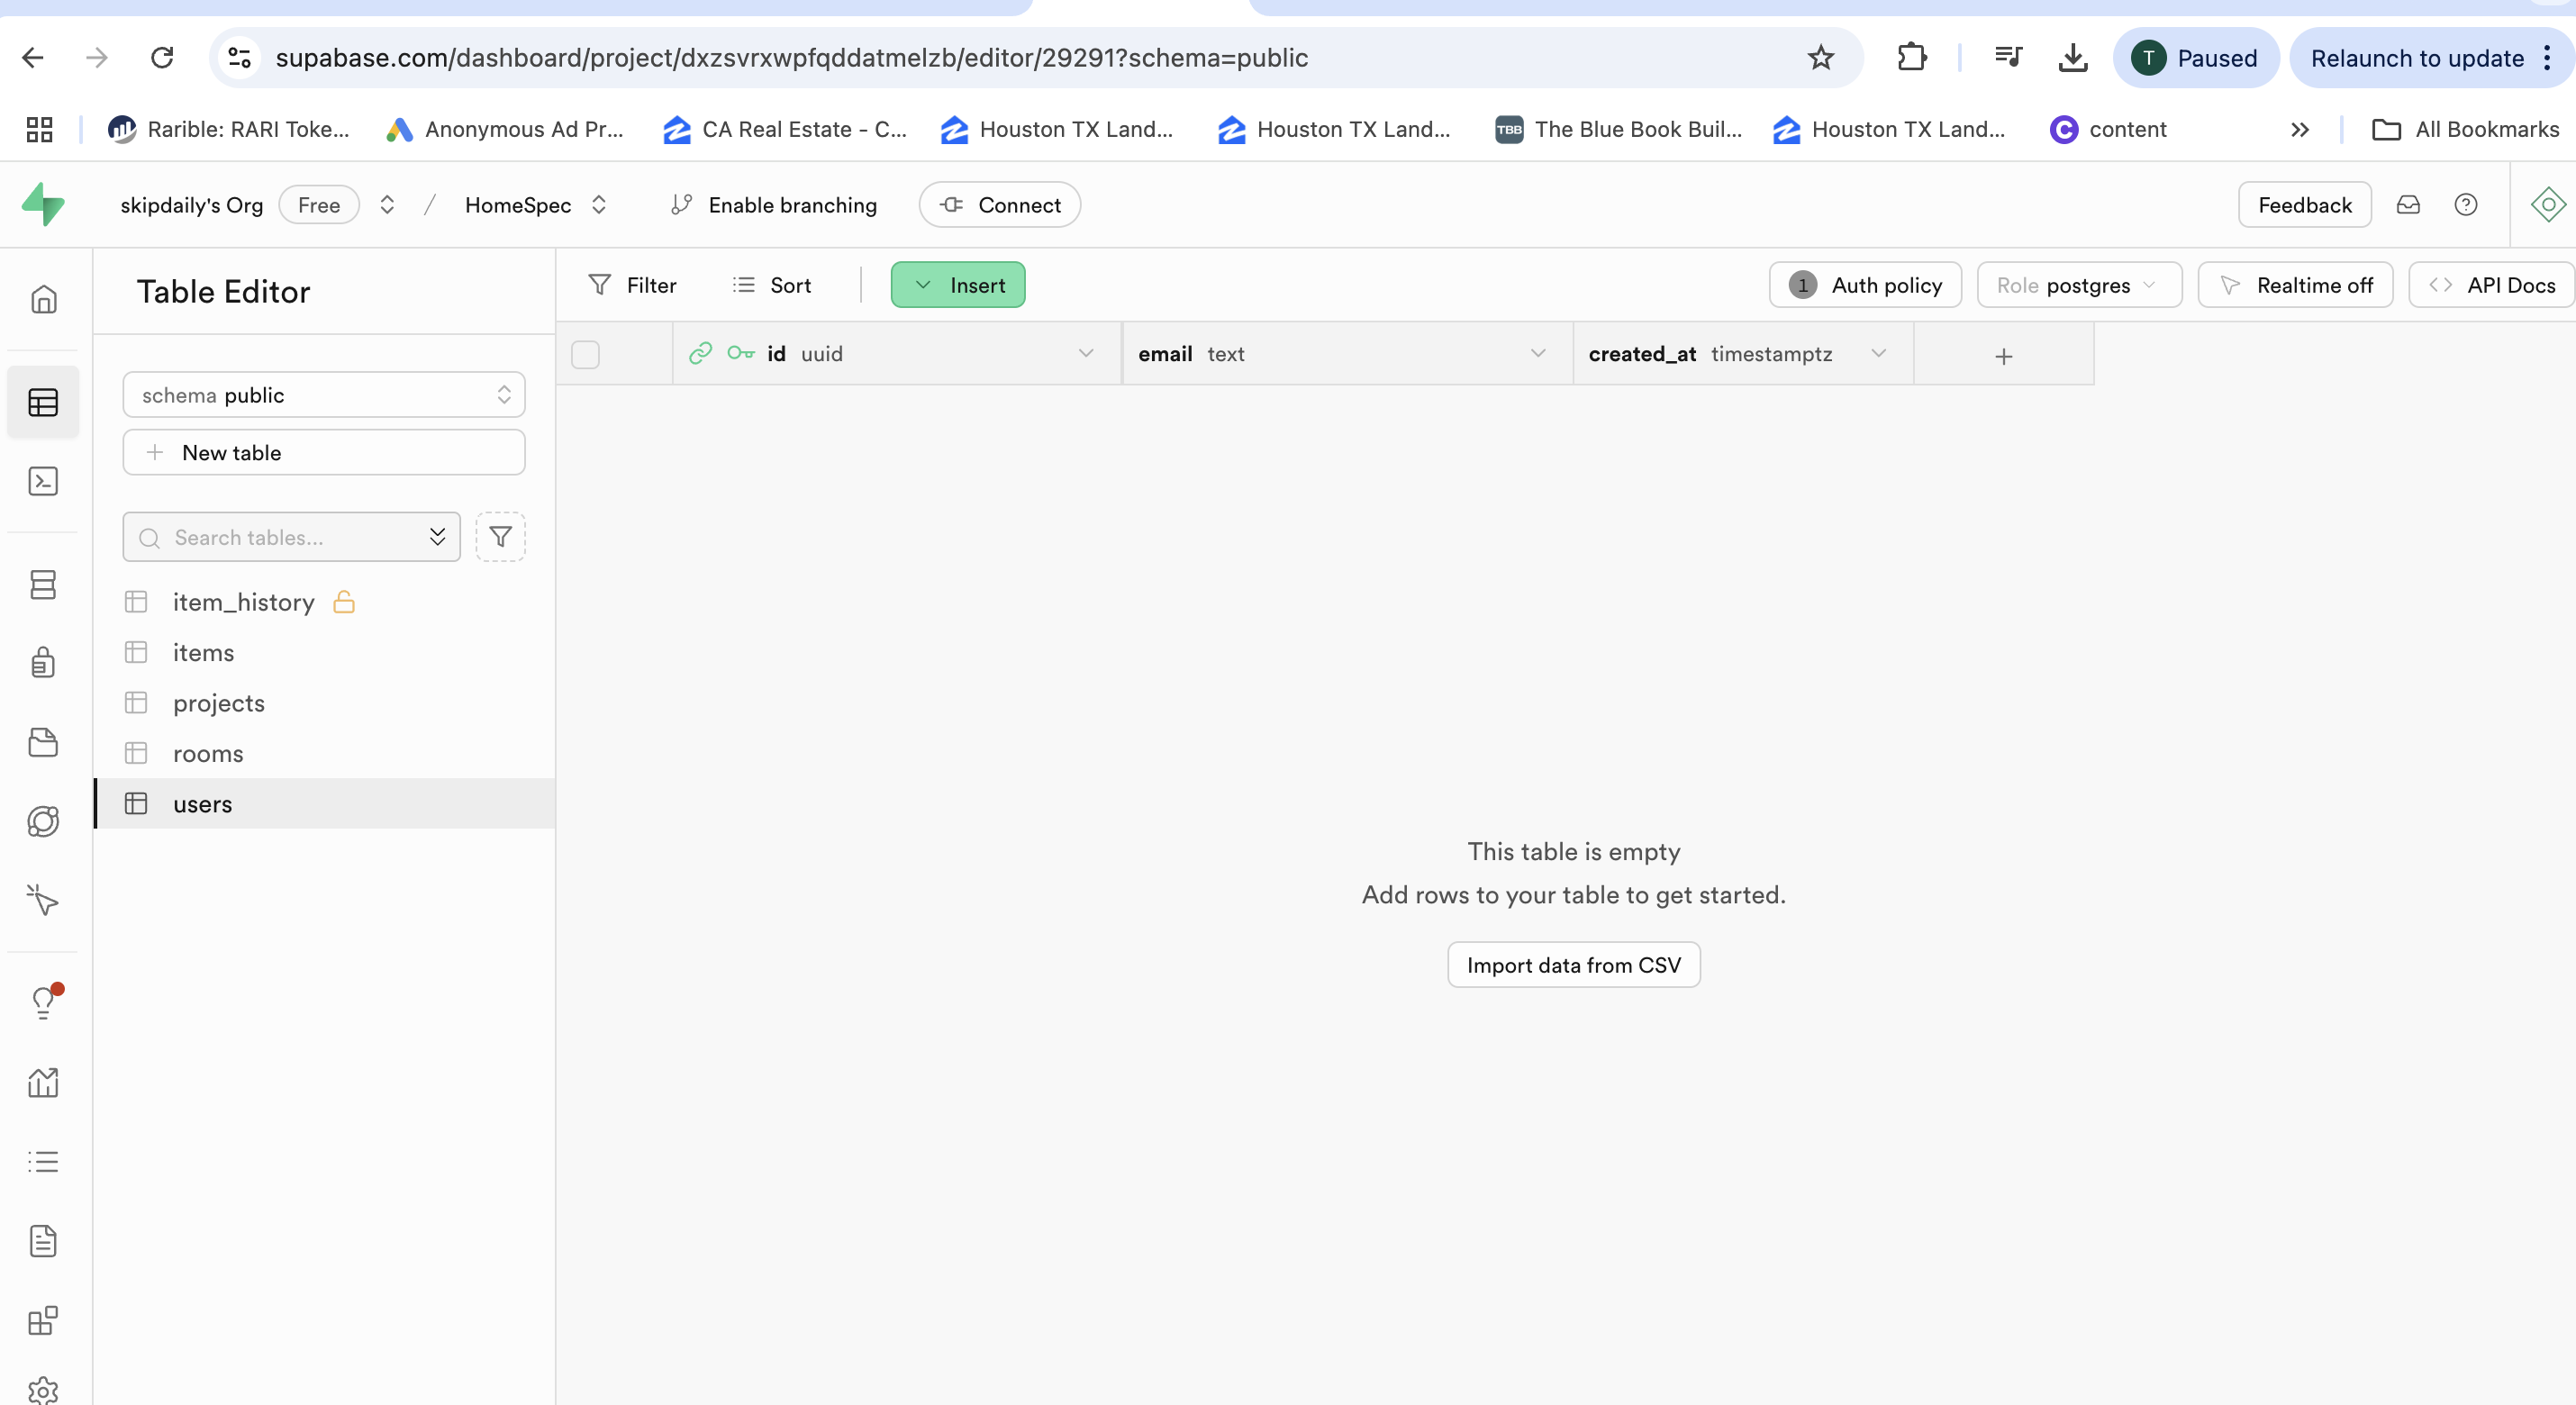 supabase.com/dashboard/project/dxzsvrxwpfqddatmelzb/editor/29291?schema=public
T Paused
Relaunch to update
Rarible: RARI Toke...
Anonymous Ad Pr...
CA Real Estate - C...
Houston TX Land...
Houston TX Land...
TBB The Blue Book Buil...
Houston TX Land...
C content
All Bookmarks
skipdaily's Org Free / HomeSpec
Enable branching
Connect
Feedback
Table Editor
Filter
Sort
Insert
1 Auth policy
Role postgres
Realtime off
API Docs
id uuid
email text
created_at timestamptz
schema public
New table
Search tables...
item_history
items
projects
rooms
users
This table is empty
Add rows to your table to get started.
Import data from CSV